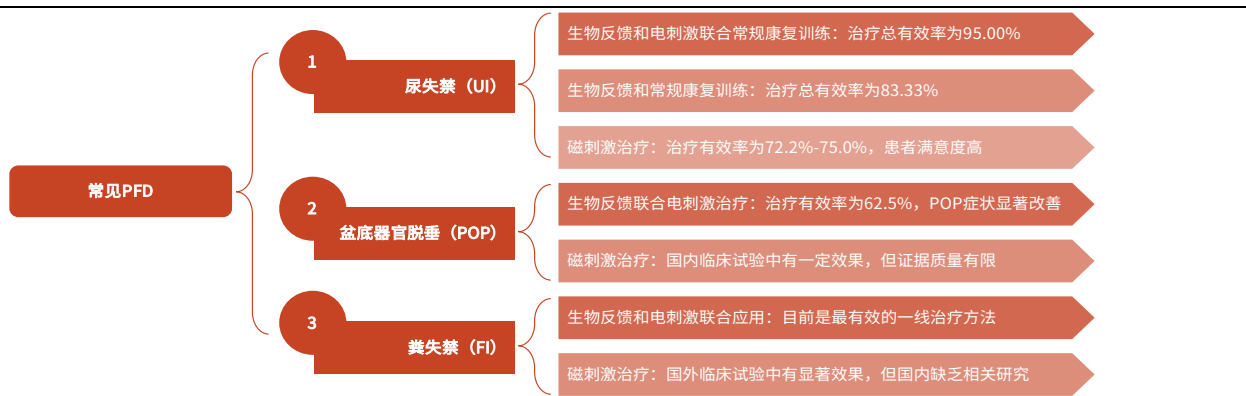 常见PFD
1
尿失禁（UI）
生物反馈和电刺激联合常规康复训练：治疗总有效率为95.00%
生物反馈和常规康复训练：治疗总有效率为83.33%
磁刺激治疗：治疗有效率为72.2%-75.0%，患者满意度高
2
盆底器官脱垂（POP）
生物反馈联合电刺激治疗：治疗有效率为62.5%，POP症状显著改善
磁刺激治疗：国内临床试验中有一定效果，但证据质量有限
3
粪失禁（FI）
生物反馈和电刺激联合应用：目前是最有效的一线治疗方法
磁刺激治疗：国外临床试验中有显著效果，但国内缺乏相关研究